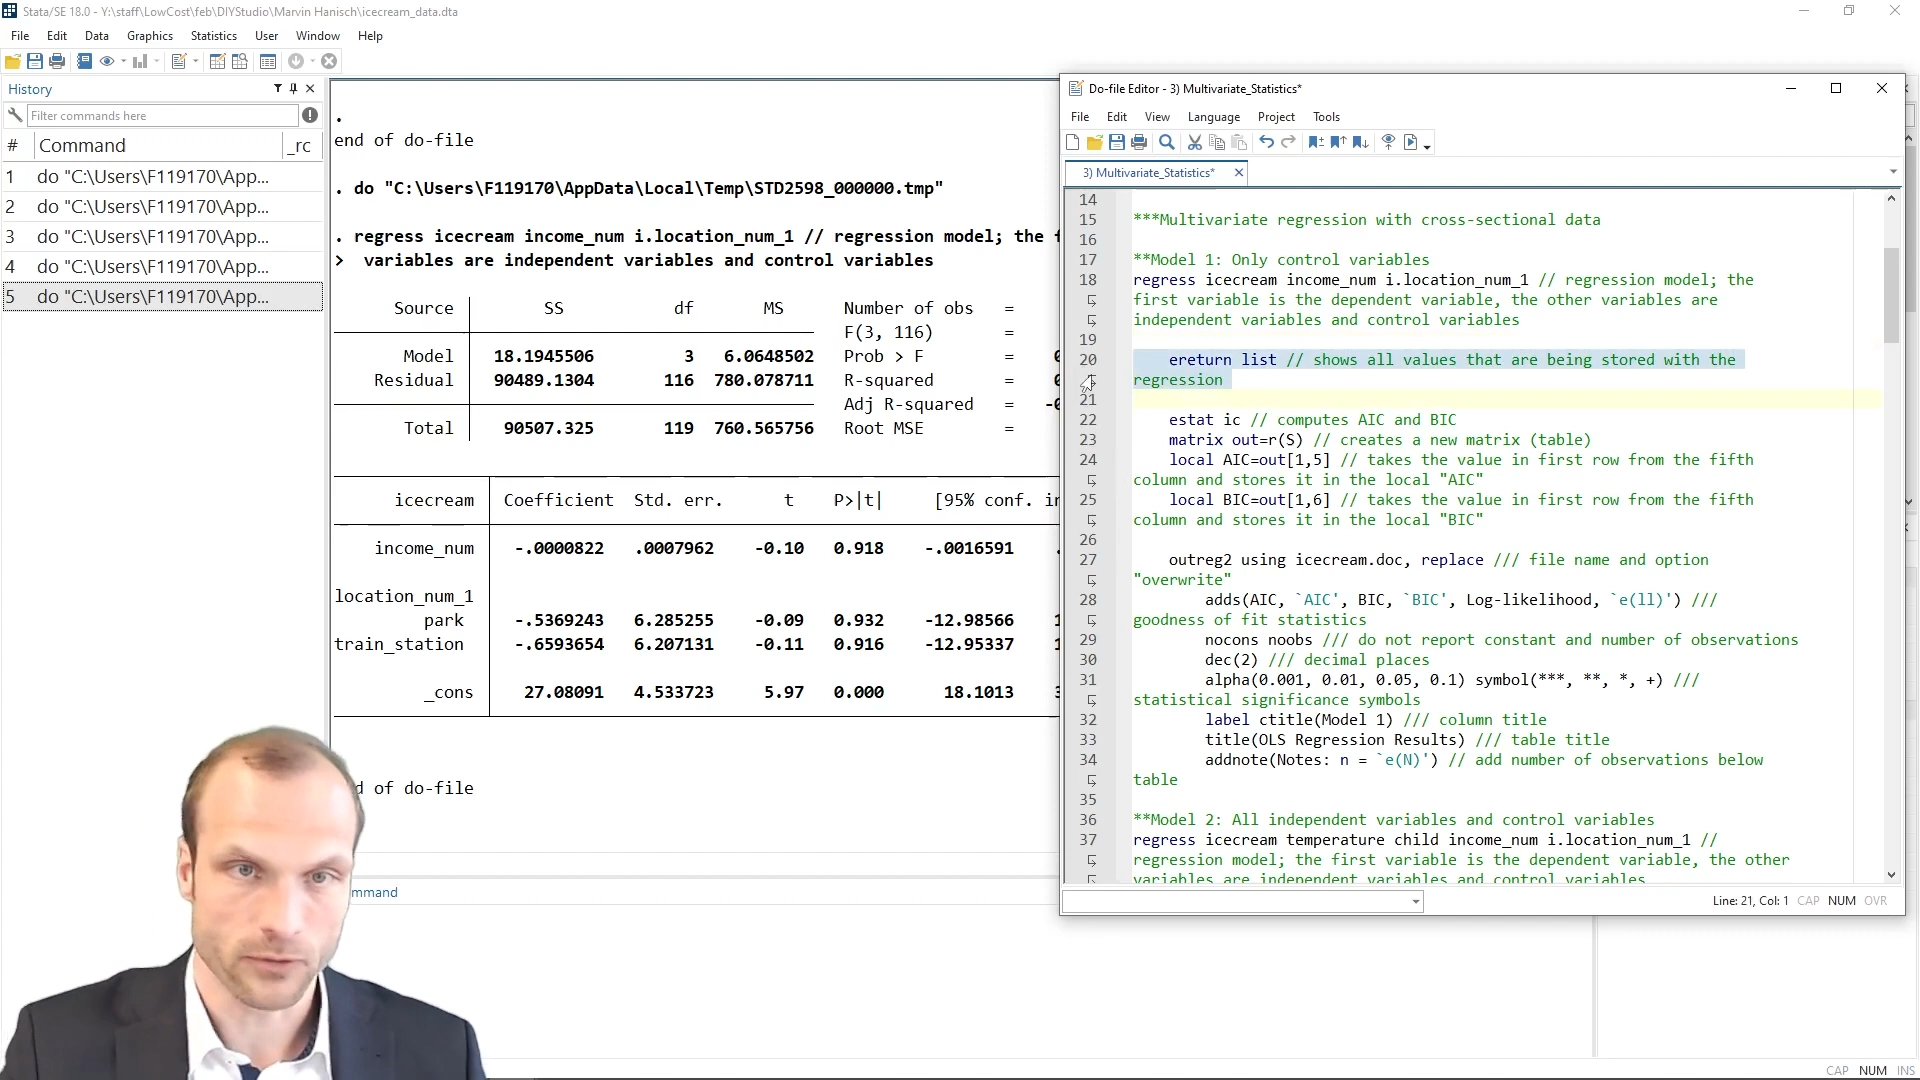 Stata/SE 18.0 - Y:\staff\LowCost\feb\DIYStudio\Marvin Hanisch\icecream_data.dta
File Edit Data Graphics Statistics User Window Help
History
Filter commands here
# Command _rc
1 do "C:\Users\F119170\App...
2 do "C:\Users\F119170\App...
3 do "C:\Users\F119170\App...
4 do "C:\Users\F119170\App...
5 do "C:\Users\F119170\App...
.
end of do-file
. do "C:\Users\F119170\AppData\Local\Temp\STD2598_000000.tmp"
. regress icecream income_num i.location_num_1 // regression model; the f
> variables are independent variables and control variables
Source SS df MS Number of obs =
F(3, 116) =
Model 18.1945506 3 6.0648502 Prob > F = 0
Residual 90489.1304 116 780.078711 R-squared = 0
Adj R-squared = -0
Total 90507.325 119 760.565756 Root MSE =
icecream Coefficient Std. err. t P>|t| [95% conf. in
income_num -.0000822 .0007962 -0.10 0.918 -.0016591 .
location_num_1
park -.5369243 6.285255 -0.09 0.932 -12.98566 1
train_station -.6593654 6.207131 -0.11 0.916 -12.95337 1
_cons 27.08091 4.533723 5.97 0.000 18.1013 3
d of do-file
mmand
Do-file Editor - 3) Multivariate_Statistics*
File Edit View Language Project Tools
3) Multivariate_Statistics*
14
15 ***Multivariate regression with cross-sectional data
16
17 **Model 1: Only control variables
18 regress icecream income_num i.location_num_1 // regression model; the
first variable is the dependent variable, the other variables are
independent variables and control variables
19
20 ereturn list // shows all values that are being stored with the
regression
21
22 estat ic // computes AIC and BIC
23 matrix out=r(S) // creates a new matrix (table)
24 local AIC=out[1,5] // takes the value in first row from the fifth
column and stores it in the local "AIC"
25 local BIC=out[1,6] // takes the value in first row from the fifth
column and stores it in the local "BIC"
26
27 outreg2 using icecream.doc, replace /// file name and option
"overwrite"
28 adds(AIC, `AIC', BIC, `BIC', Log-likelihood, `e(ll)') ///
goodness of fit statistics
29 nocons noobs /// do not report constant and number of observations
30 dec(2) /// decimal places
31 alpha(0.001, 0.01, 0.05, 0.1) symbol(***, **, *, +) ///
statistical significance symbols
32 label ctitle(Model 1) /// column title
33 title(OLS Regression Results) /// table title
34 addnote(Notes: n = `e(N)') // add number of observations below
table
35
36 **Model 2: All independent variables and control variables
37 regress icecream temperature child income_num i.location_num_1 //
regression model; the first variable is the dependent variable, the other
variables are independent variables and control variables
Line: 21, Col: 1 CAP NUM OVR
CAP NUM INS